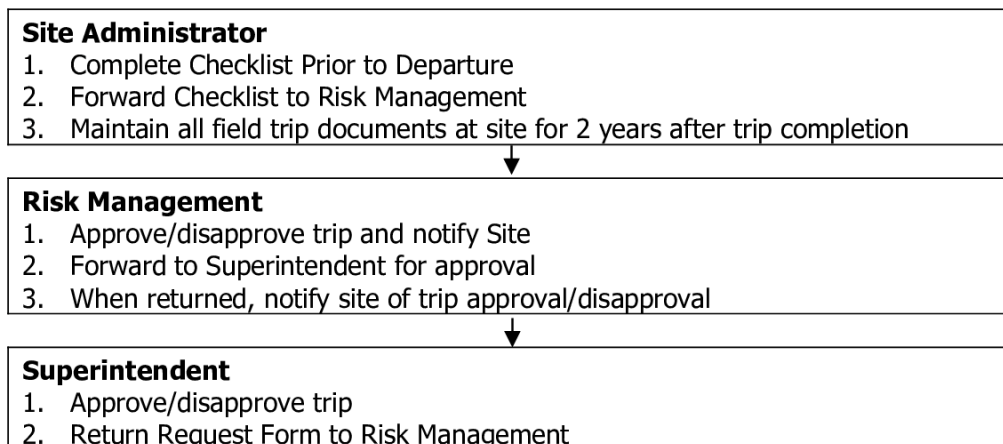 Site Administrator
1. Complete Checklist Prior to Departure
2. Forward Checklist to Risk Management
3. Maintain all field trip documents at site for 2 years after trip completion
Risk Management
1. Approve/disapprove trip and notify Site
2. Forward to Superintendent for approval
3. When returned, notify site of trip approval/disapproval
Superintendent
1. Approve/disapprove trip
2. Return Request Form to Risk Management